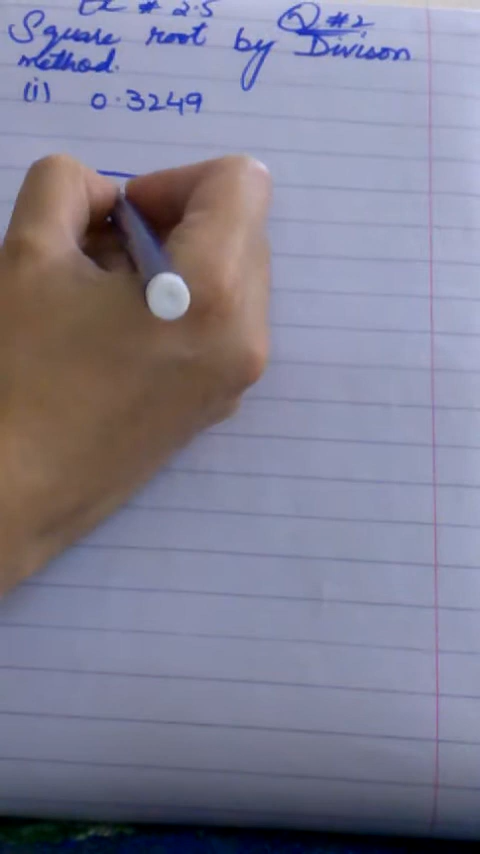 Ex # 2.5 Q #2
Square root by Divison
method.
(i) 0.3249